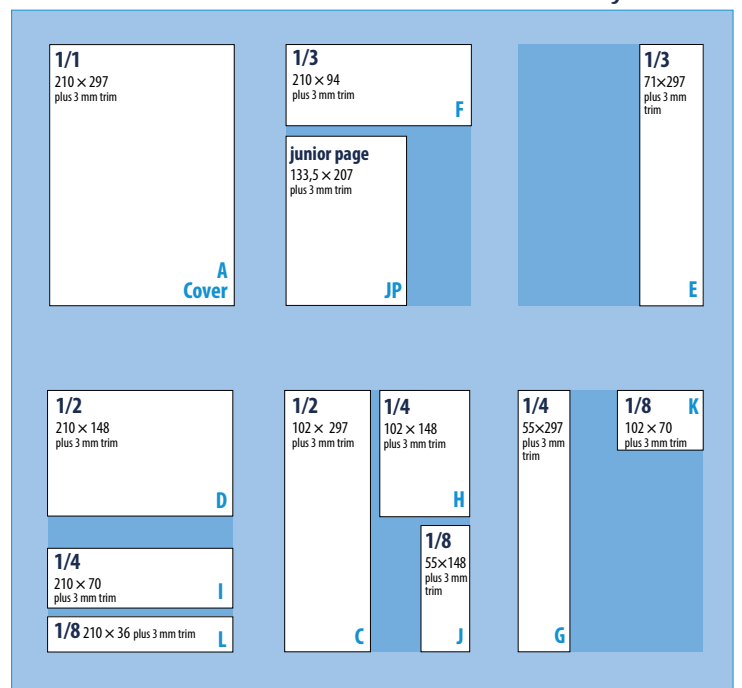 1/1
210 × 297
plus 3 mm trim
A
Cover
1/3
210 × 94
plus 3 mm trim
F
junior page
133,5 × 207
plus 3 mm trim
JP
1/3
71×297
plus 3 mm
trim
E
1/2
210 × 148
plus 3 mm trim
D
1/4
210 × 70
plus 3 mm trim
I
1/8 210 × 36 plus 3 mm trim
L
1/2
102 × 297
plus 3 mm trim
C
1/4
102 × 148
plus 3 mm trim
H
1/8
55×148
plus 3 mm
trim
J
1/4
55×297
plus 3 mm
trim
G
1/8 K
102 × 70
plus 3 mm trim